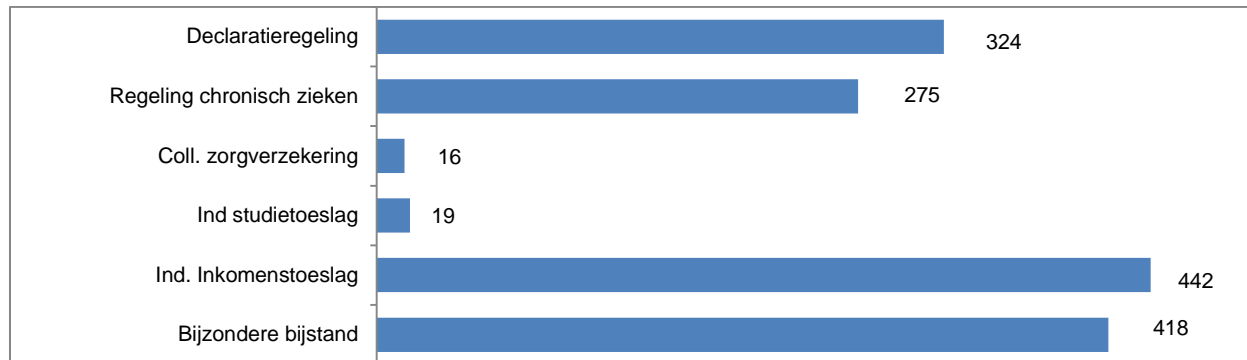 Declaratieregeling 324
Regeling chronisch zieken 275
Coll. zorgverzekering 16
Ind studietoeslag 19
Ind. Inkomenstoeslag 442
Bijzondere bijstand 418